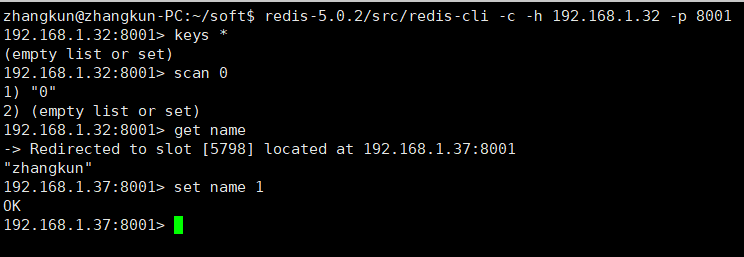 zhangkun@zhangkun-PC:~/soft$ redis-5.0.2/src/redis-cli -c -h 192.168.1.32 -p 8001
192.168.1.32:8001> keys *
(empty list or set)
192.168.1.32:8001> scan 0
1) "0"
2) (empty list or set)
192.168.1.32:8001> get name
-> Redirected to slot [5798] located at 192.168.1.37:8001
"zhangkun"
192.168.1.37:8001> set name 1
OK
192.168.1.37:8001>